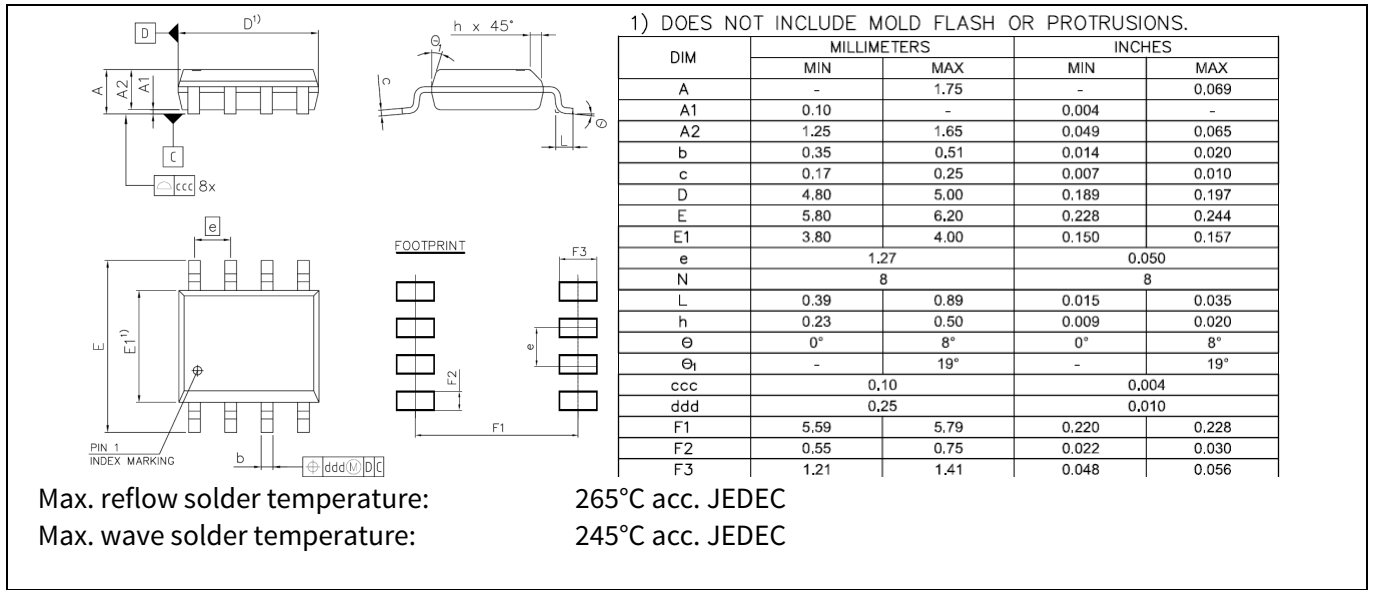 D
D¹⁾
A
A2
A1
C
ccc 8x
h x 45°
Θ₁
c
L
Θ
e
E
E1¹⁾
PIN 1
INDEX MARKING
b
ddd Ⓜ D C
FOOTPRINT
F3
e
F2
F1
1) DOES NOT INCLUDE MOLD FLASH OR PROTRUSIONS.
DIM MILLIMETERS INCHES
MIN MAX MIN MAX
A - 1.75 - 0.069
A1 0.10 - 0.004 -
A2 1.25 1.65 0.049 0.065
b 0.35 0.51 0.014 0.020
c 0.17 0.25 0.007 0.010
D 4.80 5.00 0.189 0.197
E 5.80 6.20 0.228 0.244
E1 3.80 4.00 0.150 0.157
e 1.27 0.050
N 8 8
L 0.39 0.89 0.015 0.035
h 0.23 0.50 0.009 0.020
Θ 0° 8° 0° 8°
Θ₁ - 19° - 19°
ccc 0.10 0.004
ddd 0.25 0.010
F1 5.59 5.79 0.220 0.228
F2 0.55 0.75 0.022 0.030
F3 1.21 1.41 0.048 0.056
Max. reflow solder temperature: 265°C acc. JEDEC
Max. wave solder temperature: 245°C acc. JEDEC